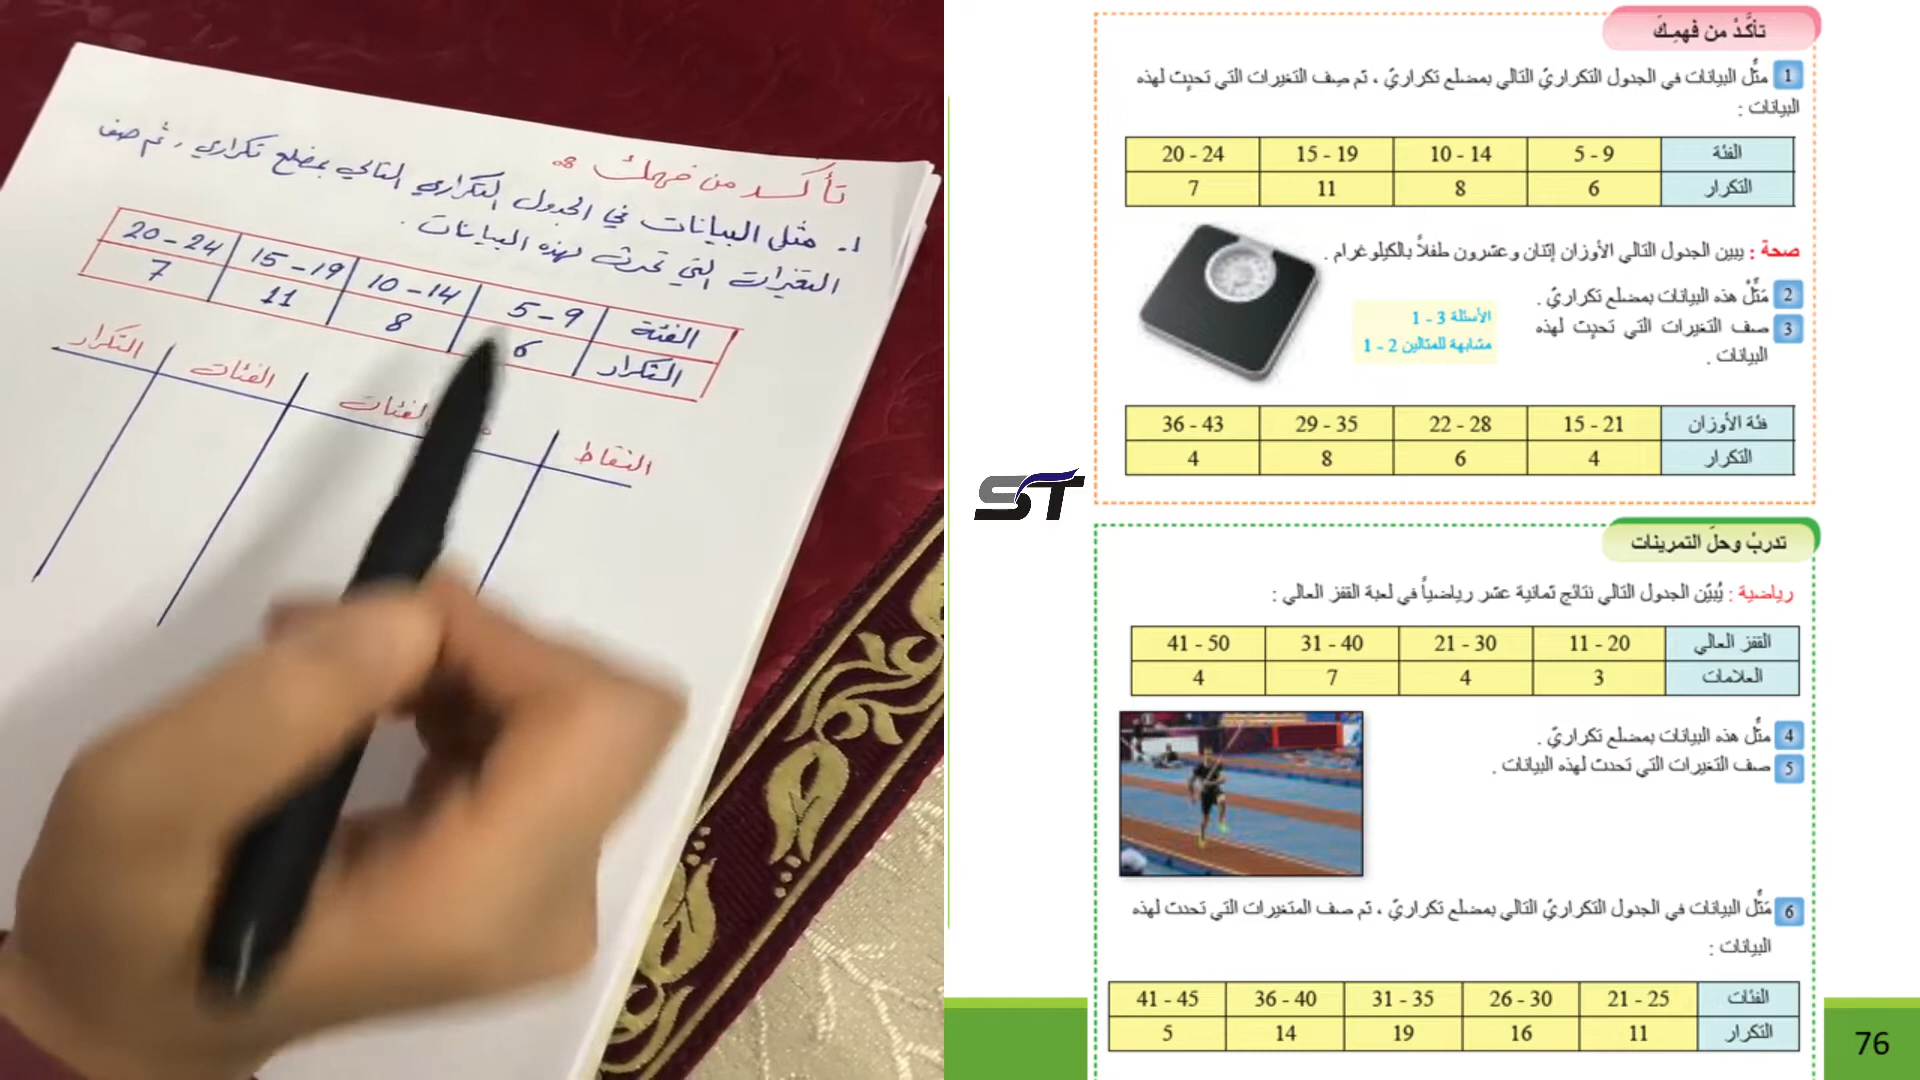 تأكد من فهمك
١. مثل البيانات في الجدول التكراري التالي بمضلع تكراري، ثم صف
التغيرات التي تحدث لهذه البيانات.
الفئة 5-9 10-14 15-19 20-24
التكرار 6 8 11 7
النقاط الفئات الفئات التكرار
تأكَّدْ من فهمِكَ
1 مثِّل البيانات في الجدول التكراريّ التالي بمضلع تكراريّ ، ثم صِف التغيرات التي تحدِث لهذه
البيانات :
الفئة 5 - 9 10 - 14 15 - 19 20 - 24
التكرار 6 8 11 7
صحة : يبين الجدول التالي الأوزان إثنان وعشرون طفلاً بالكيلوغرام .
2 مَثِّلْ هذه البيانات بمضلع تكراريّ .
3 صف التغيرات التي تحدِث لهذه
البيانات .
الأسئلة 3 - 1
مشابهة للمثالين 2 - 1
فئة الأوزان 15 - 21 22 - 28 29 - 35 36 - 43
التكرار 4 6 8 4
ST
تدربْ وحلَ التمرينات
رياضية : يُبيّن الجدول التالي نتائج ثمانية عشر رياضياً في لعبة القفز العالي :
القفز العالي 11 - 20 21 - 30 31 - 40 41 - 50
العلامات 3 4 7 4
4 مثِّل هذه البيانات بمضلع تكراريّ .
5 صف التغيرات التي تحدث لهذه البيانات .
6 مَثِّل البيانات في الجدول التكراريّ التالي بمضلع تكراريّ ، ثم صف المتغيرات التي تحدث لهذه
البيانات :
الفئات 21 - 25 26 - 30 31 - 35 36 - 40 41 - 45
التكرار 11 16 19 14 5
76